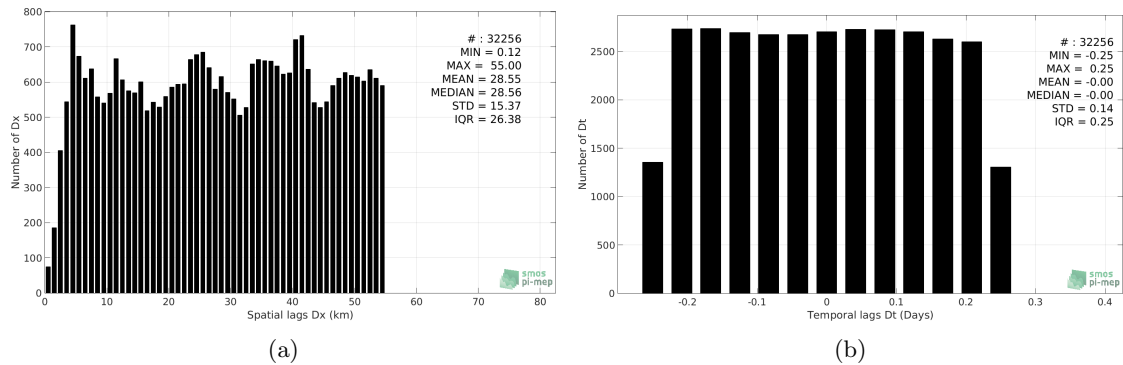 800
700
600
500
400
300
200
100
0
Number of Dx
0 10 20 30 40 50 60 70 80
Spatial lags Dx (km)
# : 32256
MIN = 0.12
MAX = 55.00
MEAN = 28.55
MEDIAN = 28.56
STD = 15.37
IQR = 26.38
smos
pi-mep
(a)
2500
2000
1500
1000
500
0
Number of Dt
-0.2 -0.1 0 0.1 0.2 0.3 0.4
Temporal lags Dt (Days)
# : 32256
MIN = -0.25
MAX = 0.25
MEAN = -0.00
MEDIAN = -0.00
STD = 0.14
IQR = 0.25
smos
pi-mep
(b)